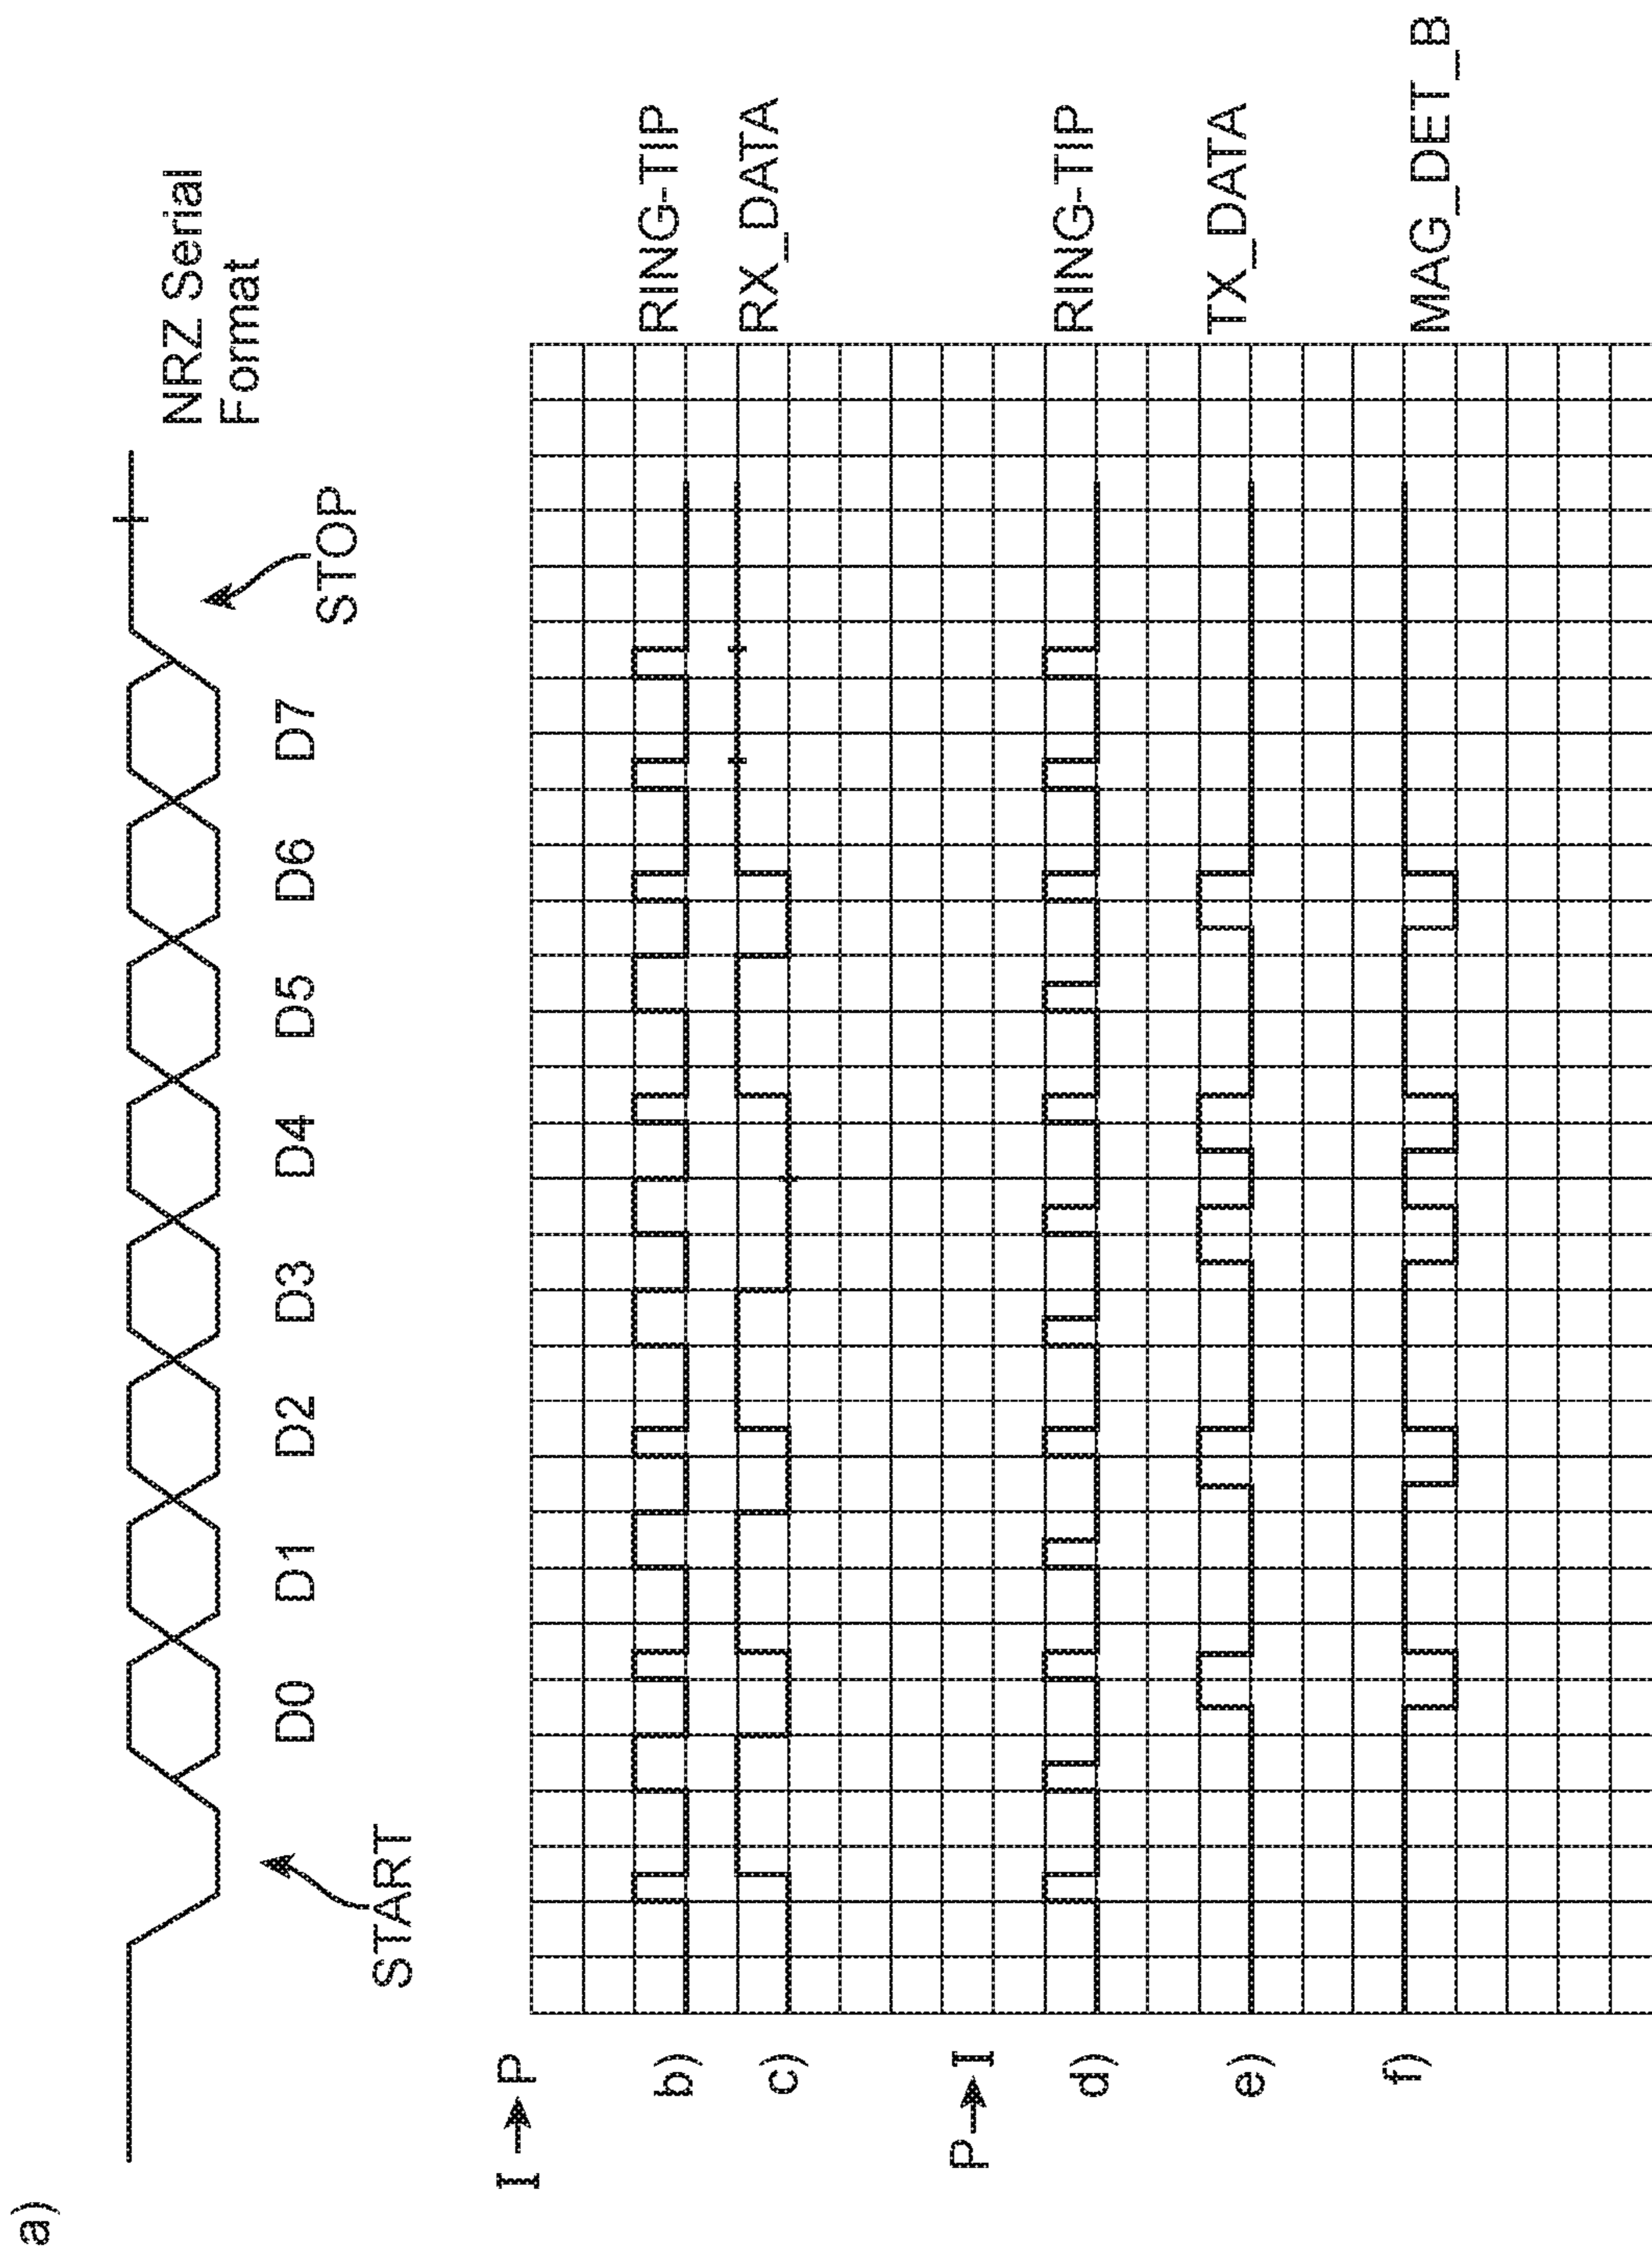 a)
NRZ Serial
Format
START
D0 D1 D2 D3 D4 D5 D6 D7
STOP
I → P
b) RING-TIP
c) RX_DATA
P → I
d) RING-TIP
e) TX_DATA
f) MAG_DET_B